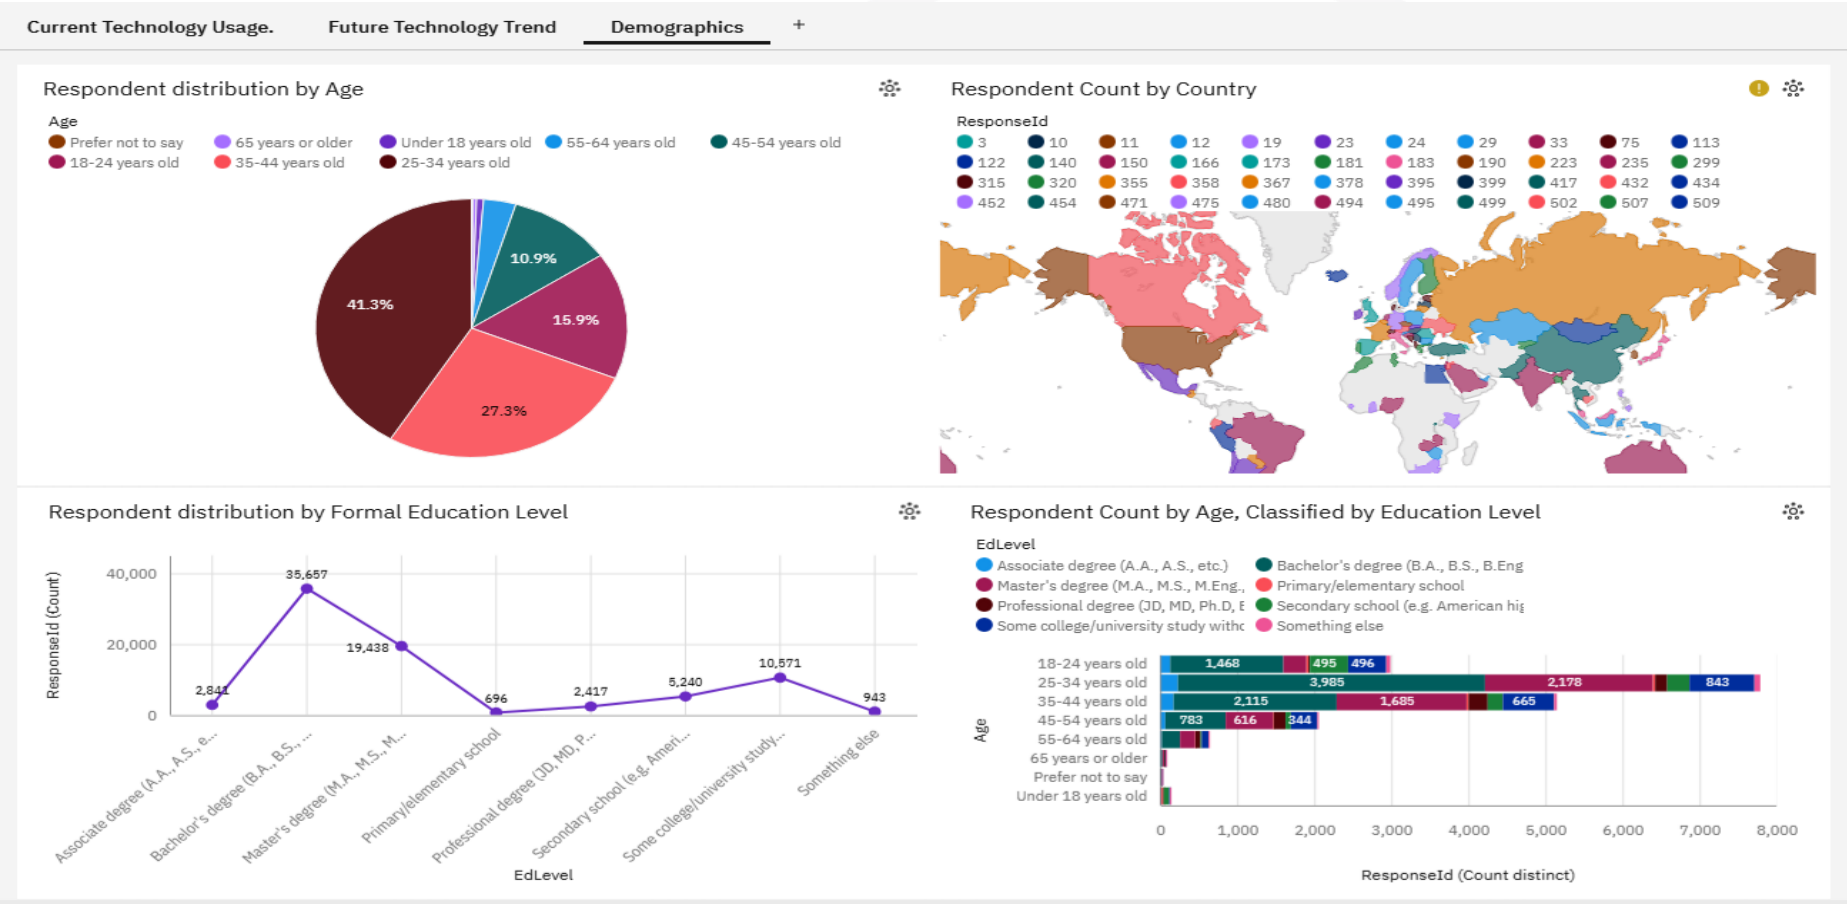 Current Technology Usage. Future Technology Trend Demographics +
Respondent distribution by Age
Age
Prefer not to say 65 years or older Under 18 years old 55-64 years old 45-54 years old
18-24 years old 35-44 years old 25-34 years old
10.9%
41.3%
15.9%
27.3%
Respondent Count by Country
!
ResponseId
3 10 11 12 19 23 24 29 33 75 113
122 140 150 166 173 181 183 190 223 235 299
315 320 355 358 367 378 395 399 417 432 434
452 454 471 475 480 494 495 499 502 507 509
Respondent distribution by Formal Education Level
ResponseId (Count)
40,000
20,000
0
2,841
35,657
19,438
696
2,417
5,240
10,571
943
Associate degree (A.A., A.S., e...
Bachelor's degree (B.A., B.S., ...
Master's degree (M.A., M.S., M...
Primary/elementary school
Professional degree (JD, MD, P...
Secondary school (e.g. Ameri...
Some college/university study...
Something else
EdLevel
Respondent Count by Age, Classified by Education Level
EdLevel
Associate degree (A.A., A.S., etc.) Bachelor's degree (B.A., B.S., B.Eng
Master's degree (M.A., M.S., M.Eng., Primary/elementary school
Professional degree (JD, MD, Ph.D, E Secondary school (e.g. American hig
Some college/university study witho Something else
Age
18-24 years old 1,468 495 496
25-34 years old 3,985 2,178 843
35-44 years old 2,115 1,685 665
45-54 years old 783 616 344
55-64 years old
65 years or older
Prefer not to say
Under 18 years old
0 1,000 2,000 3,000 4,000 5,000 6,000 7,000 8,000
ResponseId (Count distinct)